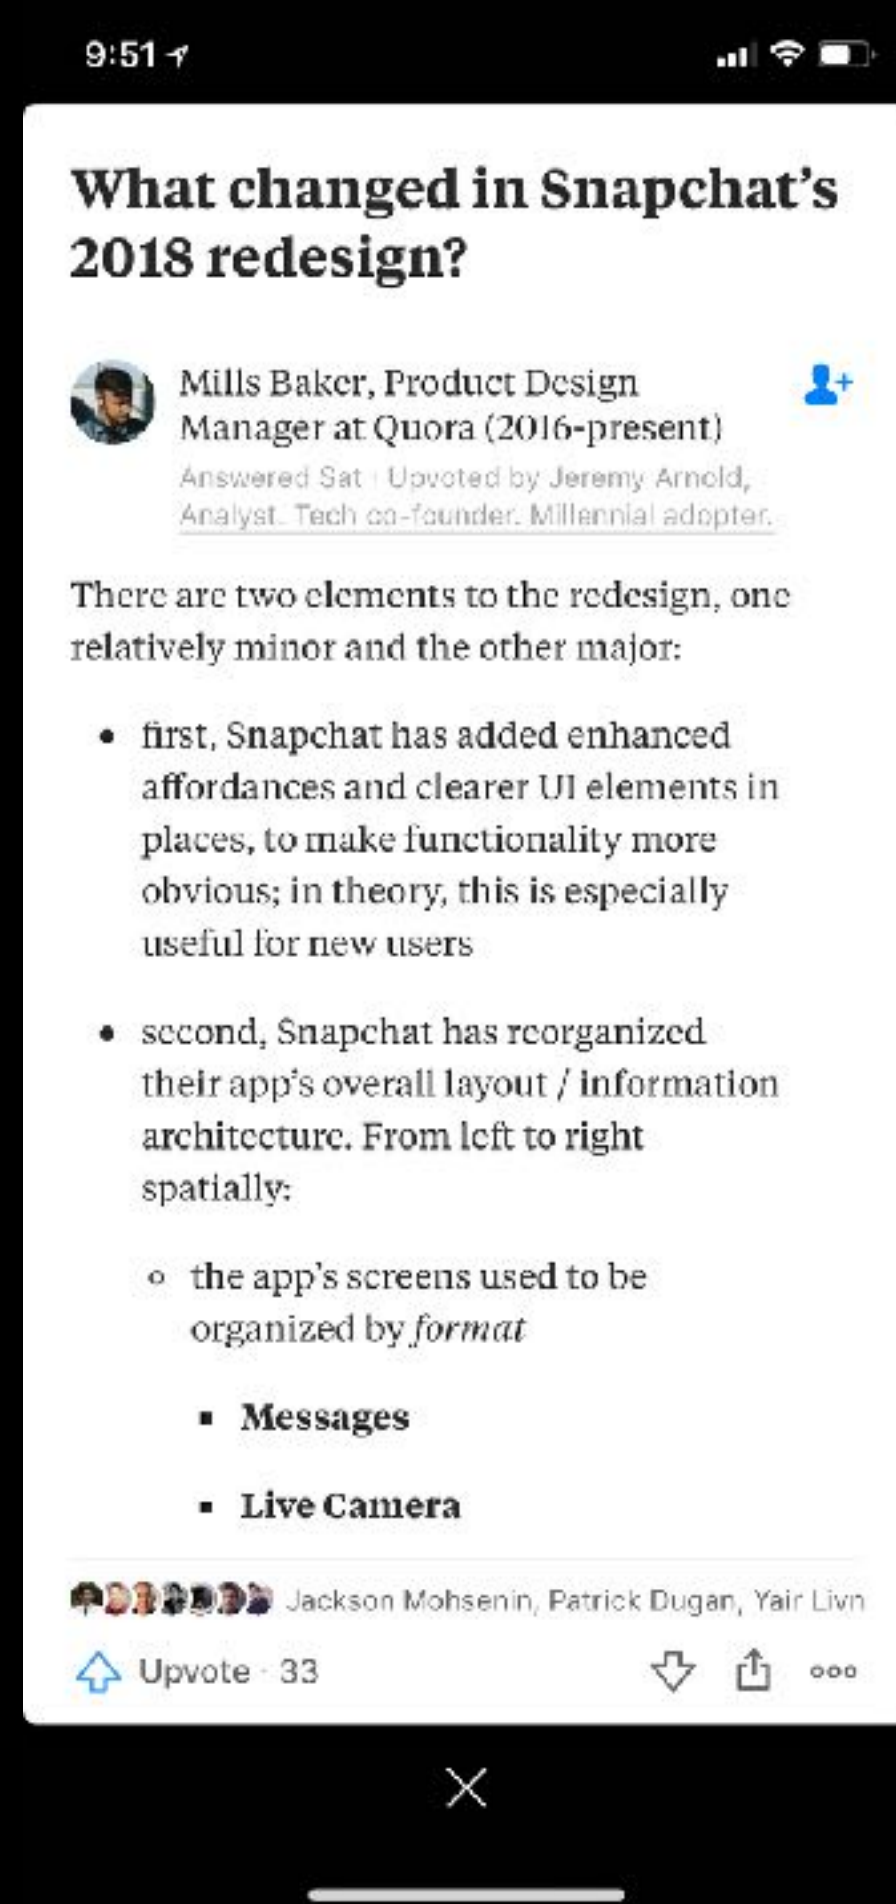 9:51
What changed in Snapchat's
2018 redesign?
Mills Baker, Product Design
Manager at Quora (2016-present)
Answered Sat · Upvoted by Jeremy Arnold,
Analyst. Tech co-founder. Millennial adopter.
There are two elements to the redesign, one
relatively minor and the other major:
• first, Snapchat has added enhanced
affordances and clearer UI elements in
places, to make functionality more
obvious; in theory, this is especially
useful for new users
• second, Snapchat has reorganized
their app's overall layout / information
architecture. From left to right
spatially:
○ the app's screens used to be
organized by format
▪ Messages
▪ Live Camera
Jackson Mohsenin, Patrick Dugan, Yair Livn
Upvote · 33